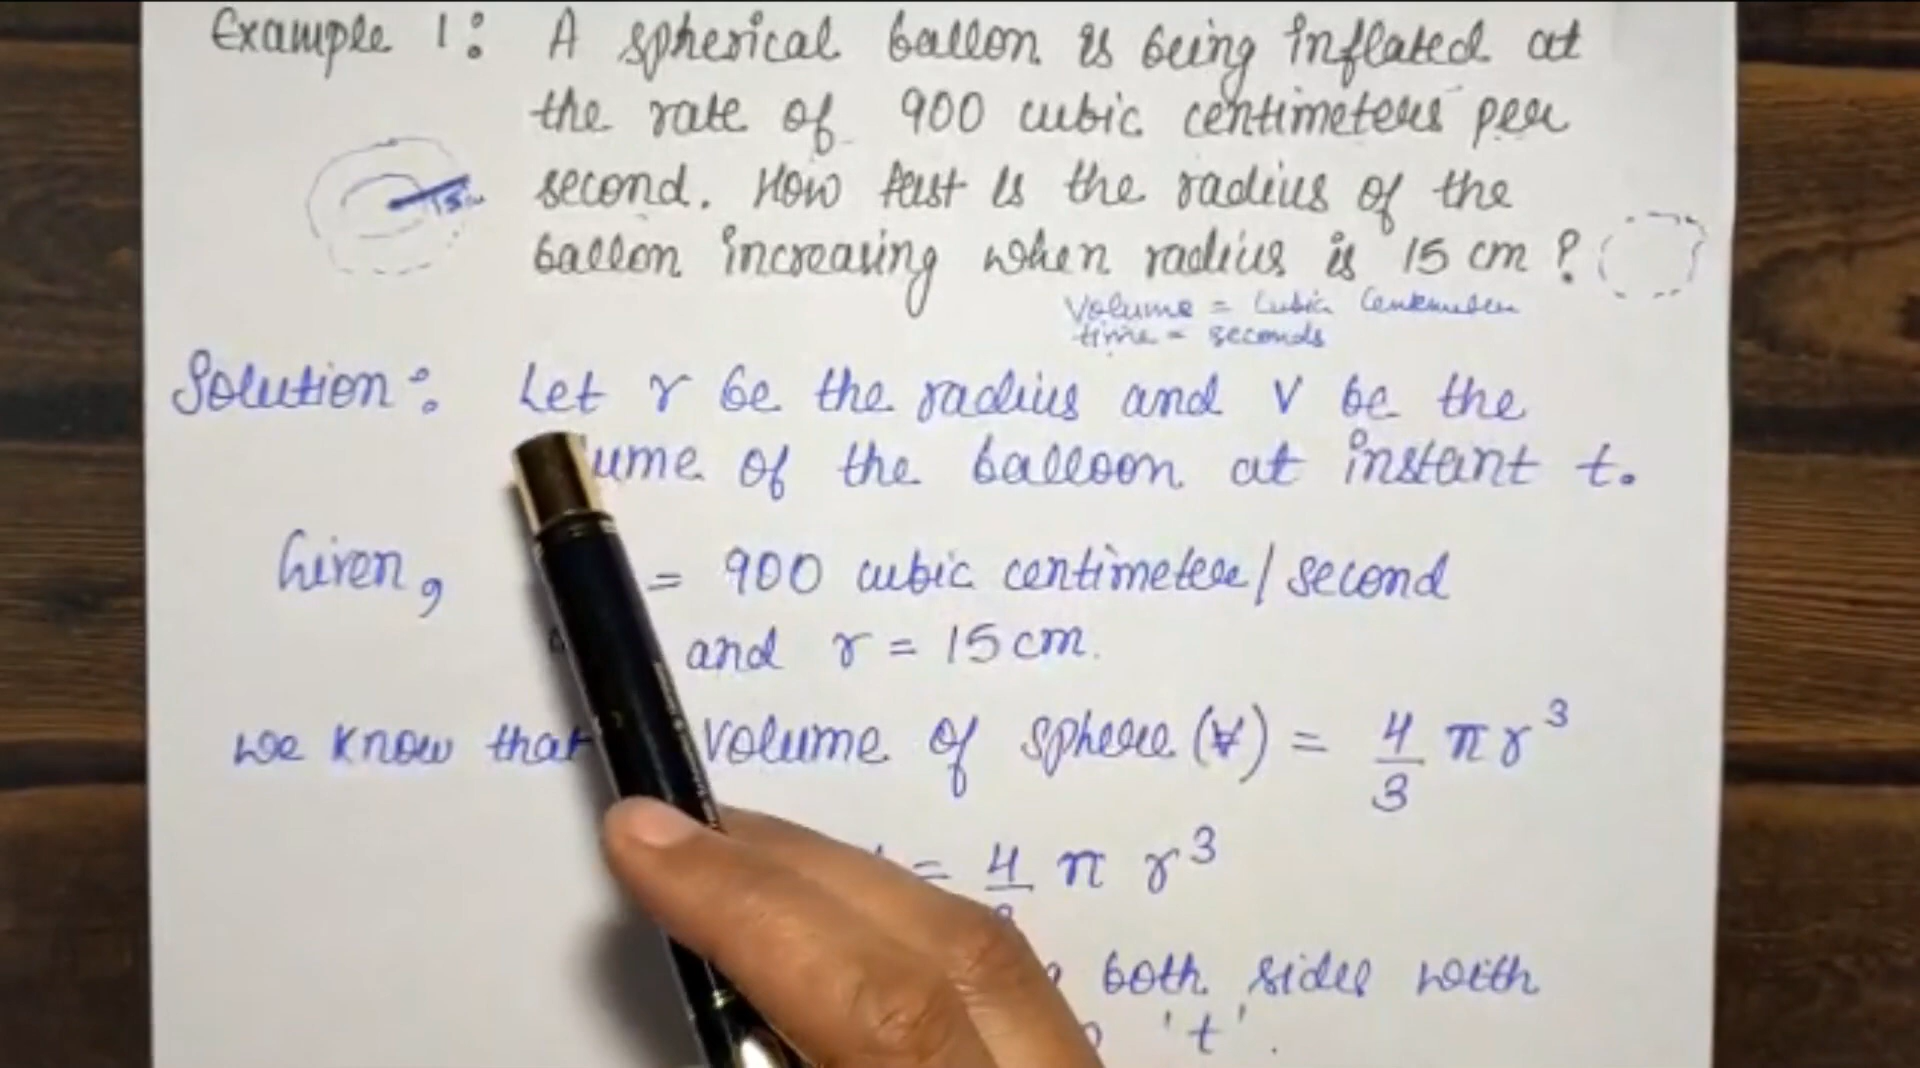 Example 1: A spherical ballon is being inflated at
the rate of 900 cubic centimeters per
second. How fast is the radius of the
ballon increasing when radius is 15 cm ?
15
Volume = Cubic
time = seconds
Solution: Let r be the radius and V be the
ume of the balloon at instant t.
Given, = 900 cubic centimeter/second
and r = 15 cm.
we know that volume of sphere (V) = 4/3 π r³
= 4 π r³
both sides with
't'.